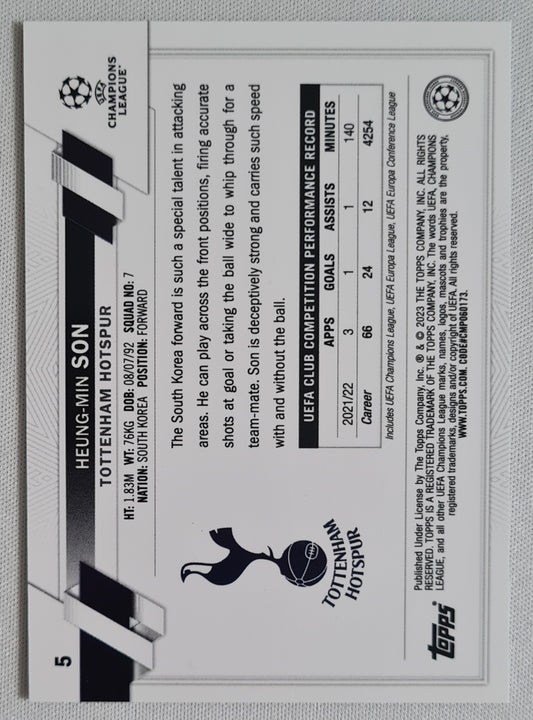 5
HEUNG-MIN SON
TOTTENHAM HOTSPUR
HT: 1.83M WT: 76KG DOB: 08/07/92 SQUAD NO: 7
NATION: SOUTH KOREA POSITION: FORWARD
UEFA
CHAMPIONS
LEAGUE
The South Korea forward is such a special talent in attacking
areas. He can play across the front positions, firing accurate
shots at goal or taking the ball wide to whip through for a
team-mate. Son is deceptively strong and carries such speed
with and without the ball.
TOTTENHAM
HOTSPUR
UEFA CLUB COMPETITION PERFORMANCE RECORD
APPS GOALS ASSISTS MINUTES
2021/22 3 1 1 140
Career 66 24 12 4254
Includes UEFA Champions League, UEFA Europa League, UEFA Europa Conference League
topps
Published Under License by The Topps Company, Inc. ® & © 2023 THE TOPPS COMPANY, INC. ALL RIGHTS
RESERVED. TOPPS IS A REGISTERED TRADEMARK OF THE TOPPS COMPANY, INC. The words UEFA, CHAMPIONS
LEAGUE, and all other UEFA Champions League marks, names, logos, mascots and trophies are the property,
registered trademarks, designs and/or copyright of UEFA. All rights reserved.
WWW.TOPPS.COM. CODE#CMP060173.